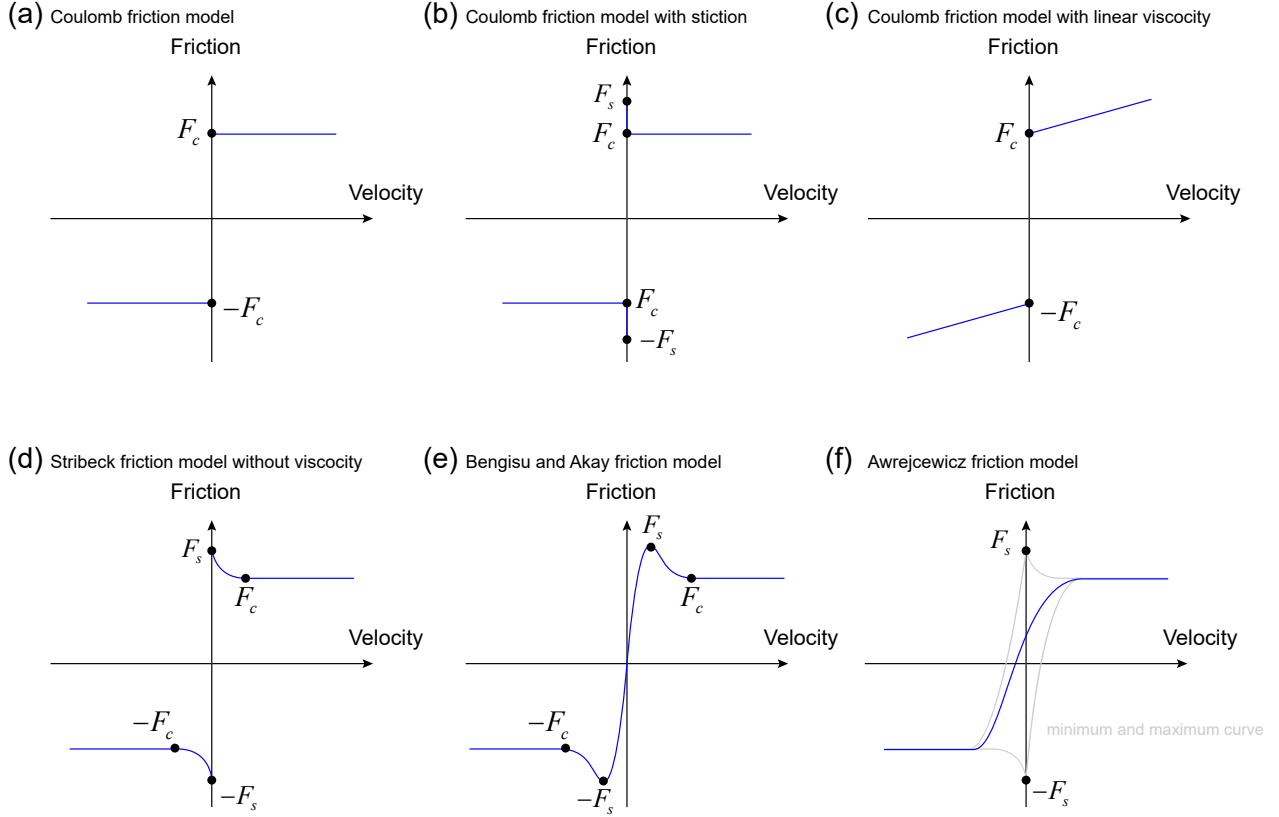 (a) Coulomb friction model
Friction
F_c
Velocity
−F_c
(b) Coulomb friction model with stiction
Friction
F_s
F_c
Velocity
F_c
−F_s
(c) Coulomb friction model with linear viscosity
Friction
F_c
Velocity
−F_c
(d) Stribeck friction model without viscocity
Friction
F_s
F_c
Velocity
−F_c
−F_s
(e) Bengisu and Akay friction model
Friction
F_s
F_c
Velocity
−F_c
−F_s
(f) Awrejcewicz friction model
Friction
F_s
Velocity
minimum and maximum curve
−F_s